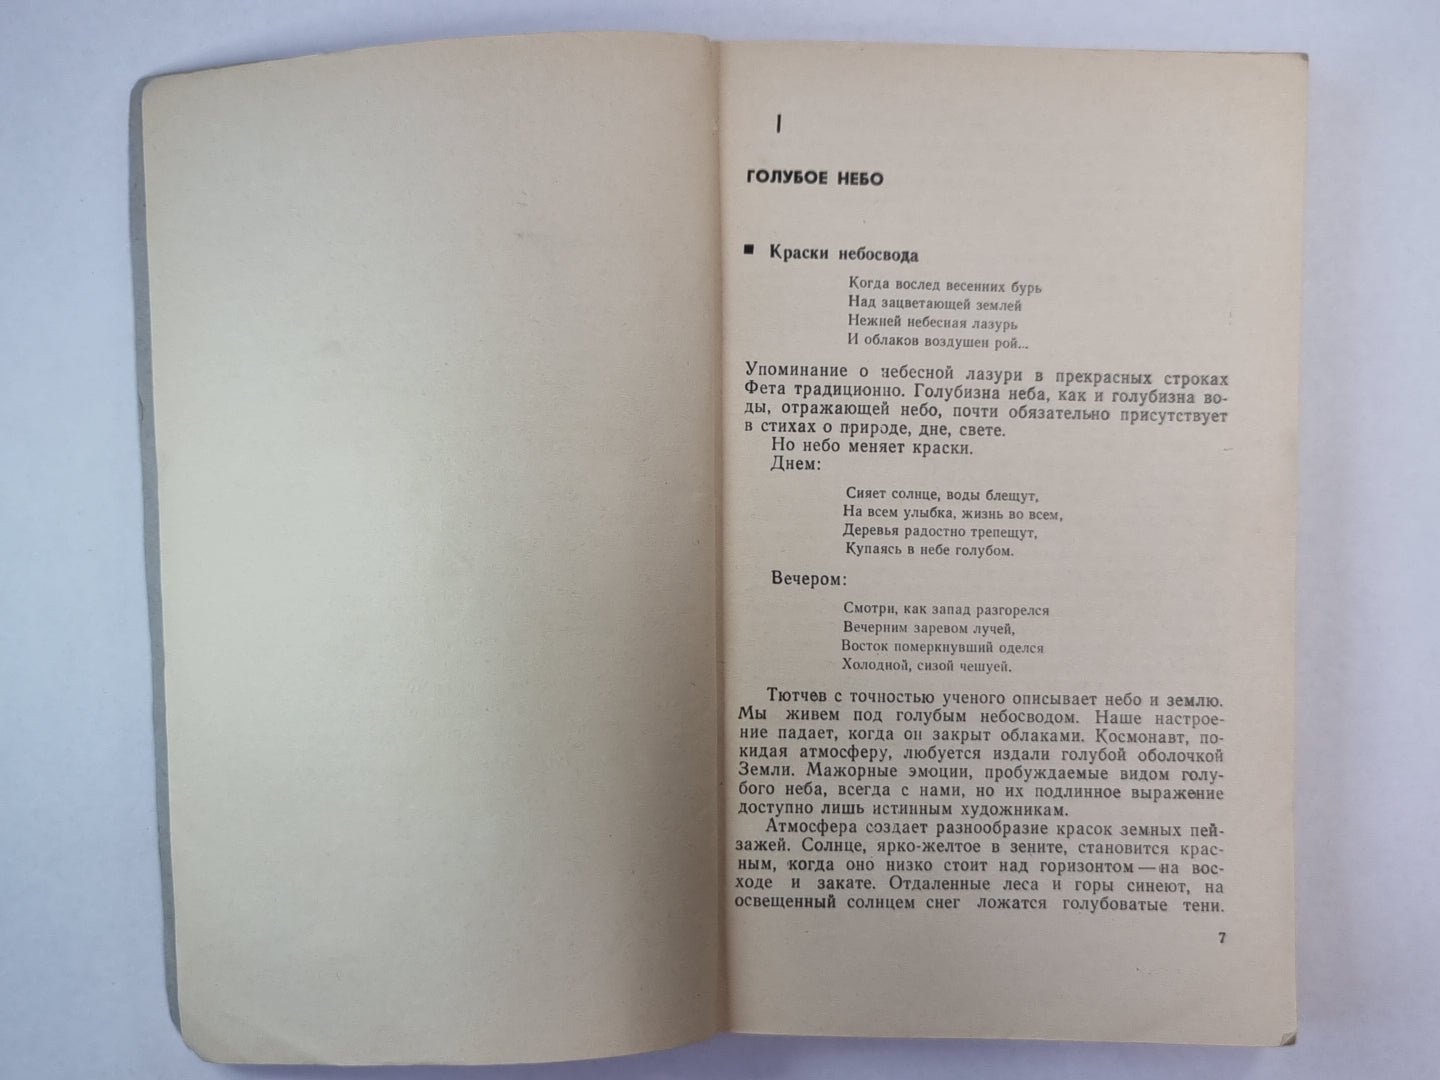 I
ГОЛУБОЕ НЕБО
■ Краски небосвода
Когда вослед весенних бурь
Над зацветающей землей
Нежней небесная лазурь
И облаков воздушен рой...
Упоминание о небесной лазури в прекрасных строках
Фета традиционно. Голубизна неба, как и голубизна во-
ды, отражающей небо, почти обязательно присутствует
в стихах о природе, дне, свете.
Но небо меняет краски.
Днем:
Сияет солнце, воды блещут,
На всем улыбка, жизнь во всем,
Деревья радостно трепещут,
Купаясь в небе голубом.
Вечером:
Смотри, как запад разгорелся
Вечерним заревом лучей,
Восток померкнувший оделся
Холодной, сизой чешуей.
Тютчев с точностью ученого описывает небо и землю.
Мы живем под голубым небосводом. Наше настрое-
ние падает, когда он закрыт облаками. Космонавт, по-
кидая атмосферу, любуется издали голубой оболочкой
Земли. Мажорные эмоции, пробуждаемые видом голу-
бого неба, всегда с нами, но их подлинное выражение
доступно лишь истинным художникам.
Атмосфера создает разнообразие красок земных пей-
зажей. Солнце, ярко-желтое в зените, становится крас-
ным, когда оно низко стоит над горизонтом — на вос-
ходе и закате. Отдаленные леса и горы синеют, на
освещенный солнцем снег ложатся голубоватые тени.
7